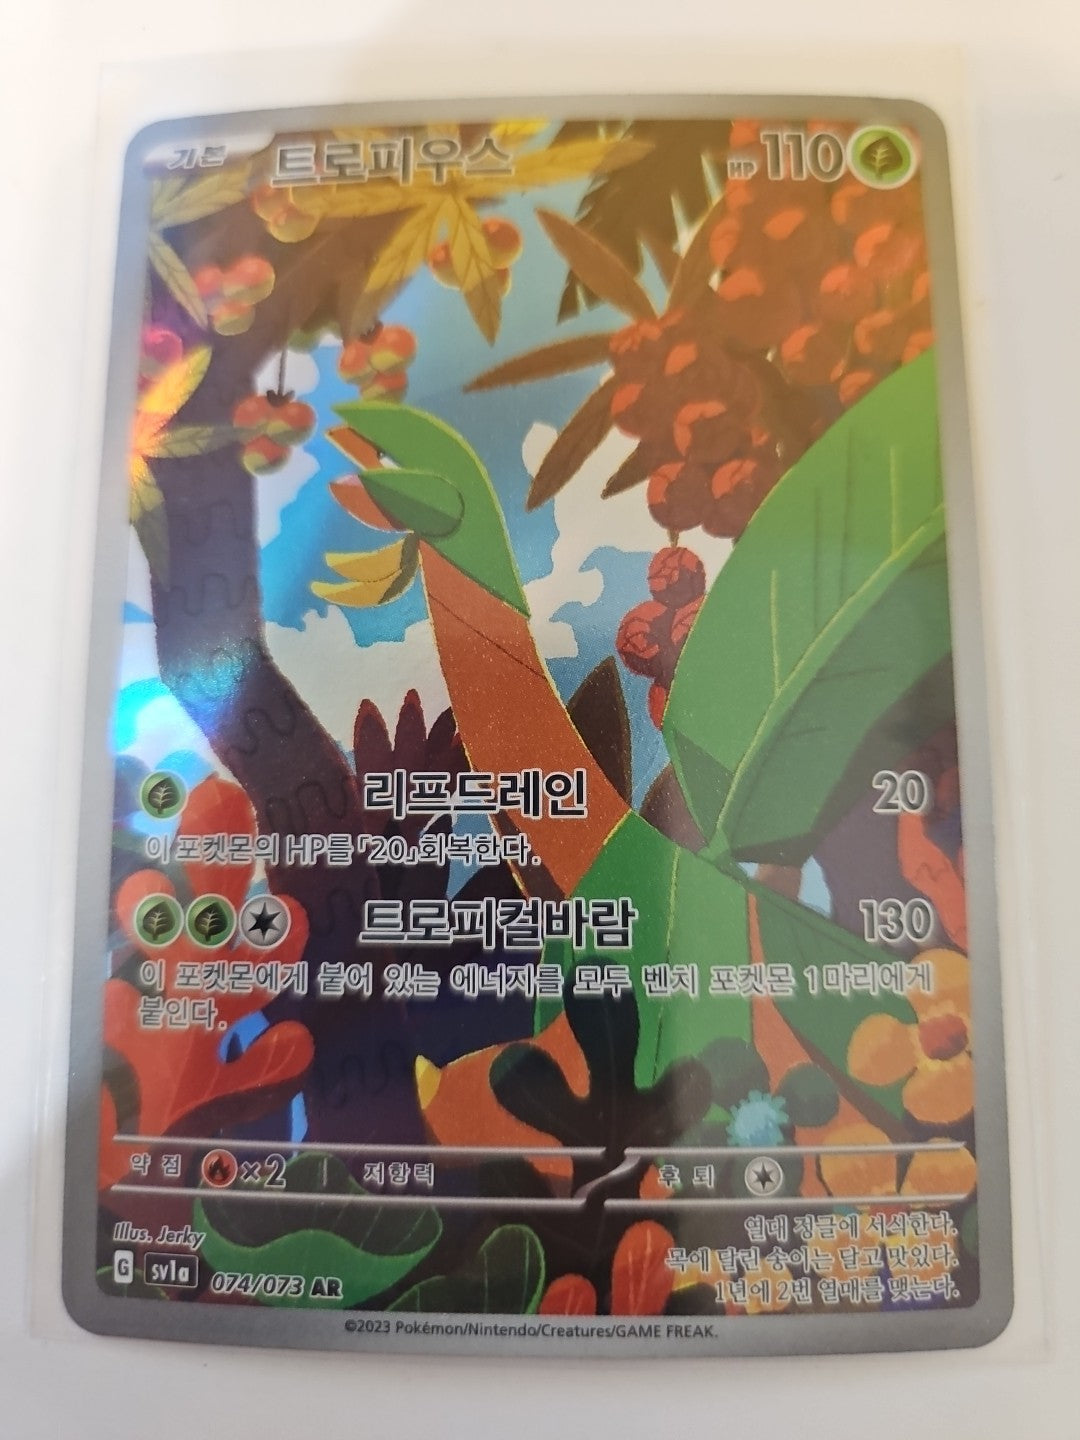 기본 트로피우스 HP 110
리프드레인 20
이 포켓몬의 HP를 「20」회복한다.
트로피컬바람 130
이 포켓몬에게 붙어 있는 에너지를 모두 벤치 포켓몬 1마리에게
붙인다.
약점 ×2 저항력 후퇴
Illus. Jerky
G sv1a 074/073 AR
열대 정글에 서식한다.
목에 달린 송이는 달고 맛있다.
1년에 2번 열매를 맺는다.
©2023 Pokémon/Nintendo/Creatures/GAME FREAK.